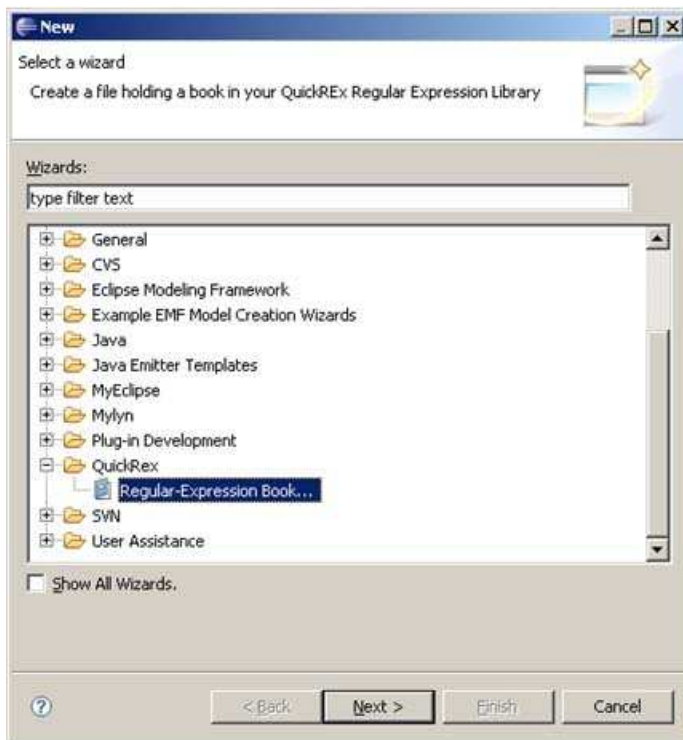 New
Select a wizard
Create a file holding a book in your QuickREx Regular Expression Library
Wizards:
type filter text
General
CVS
Eclipse Modeling Framework
Example EMF Model Creation Wizards
Java
Java Emitter Templates
MyEclipse
Mylyn
Plug-in Development
QuickRex
Regular-Expression Book...
SVN
User Assistance
Show All Wizards.
? < Back Next > Finish Cancel